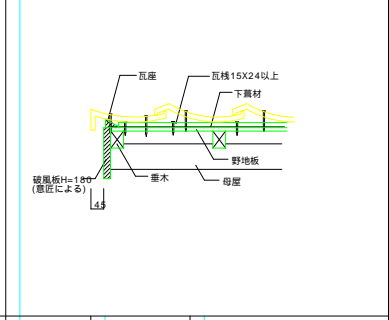 瓦座
瓦桟15X24以上
下葺材
野地板
垂木
母屋
破風板H=180
(意匠による)
45